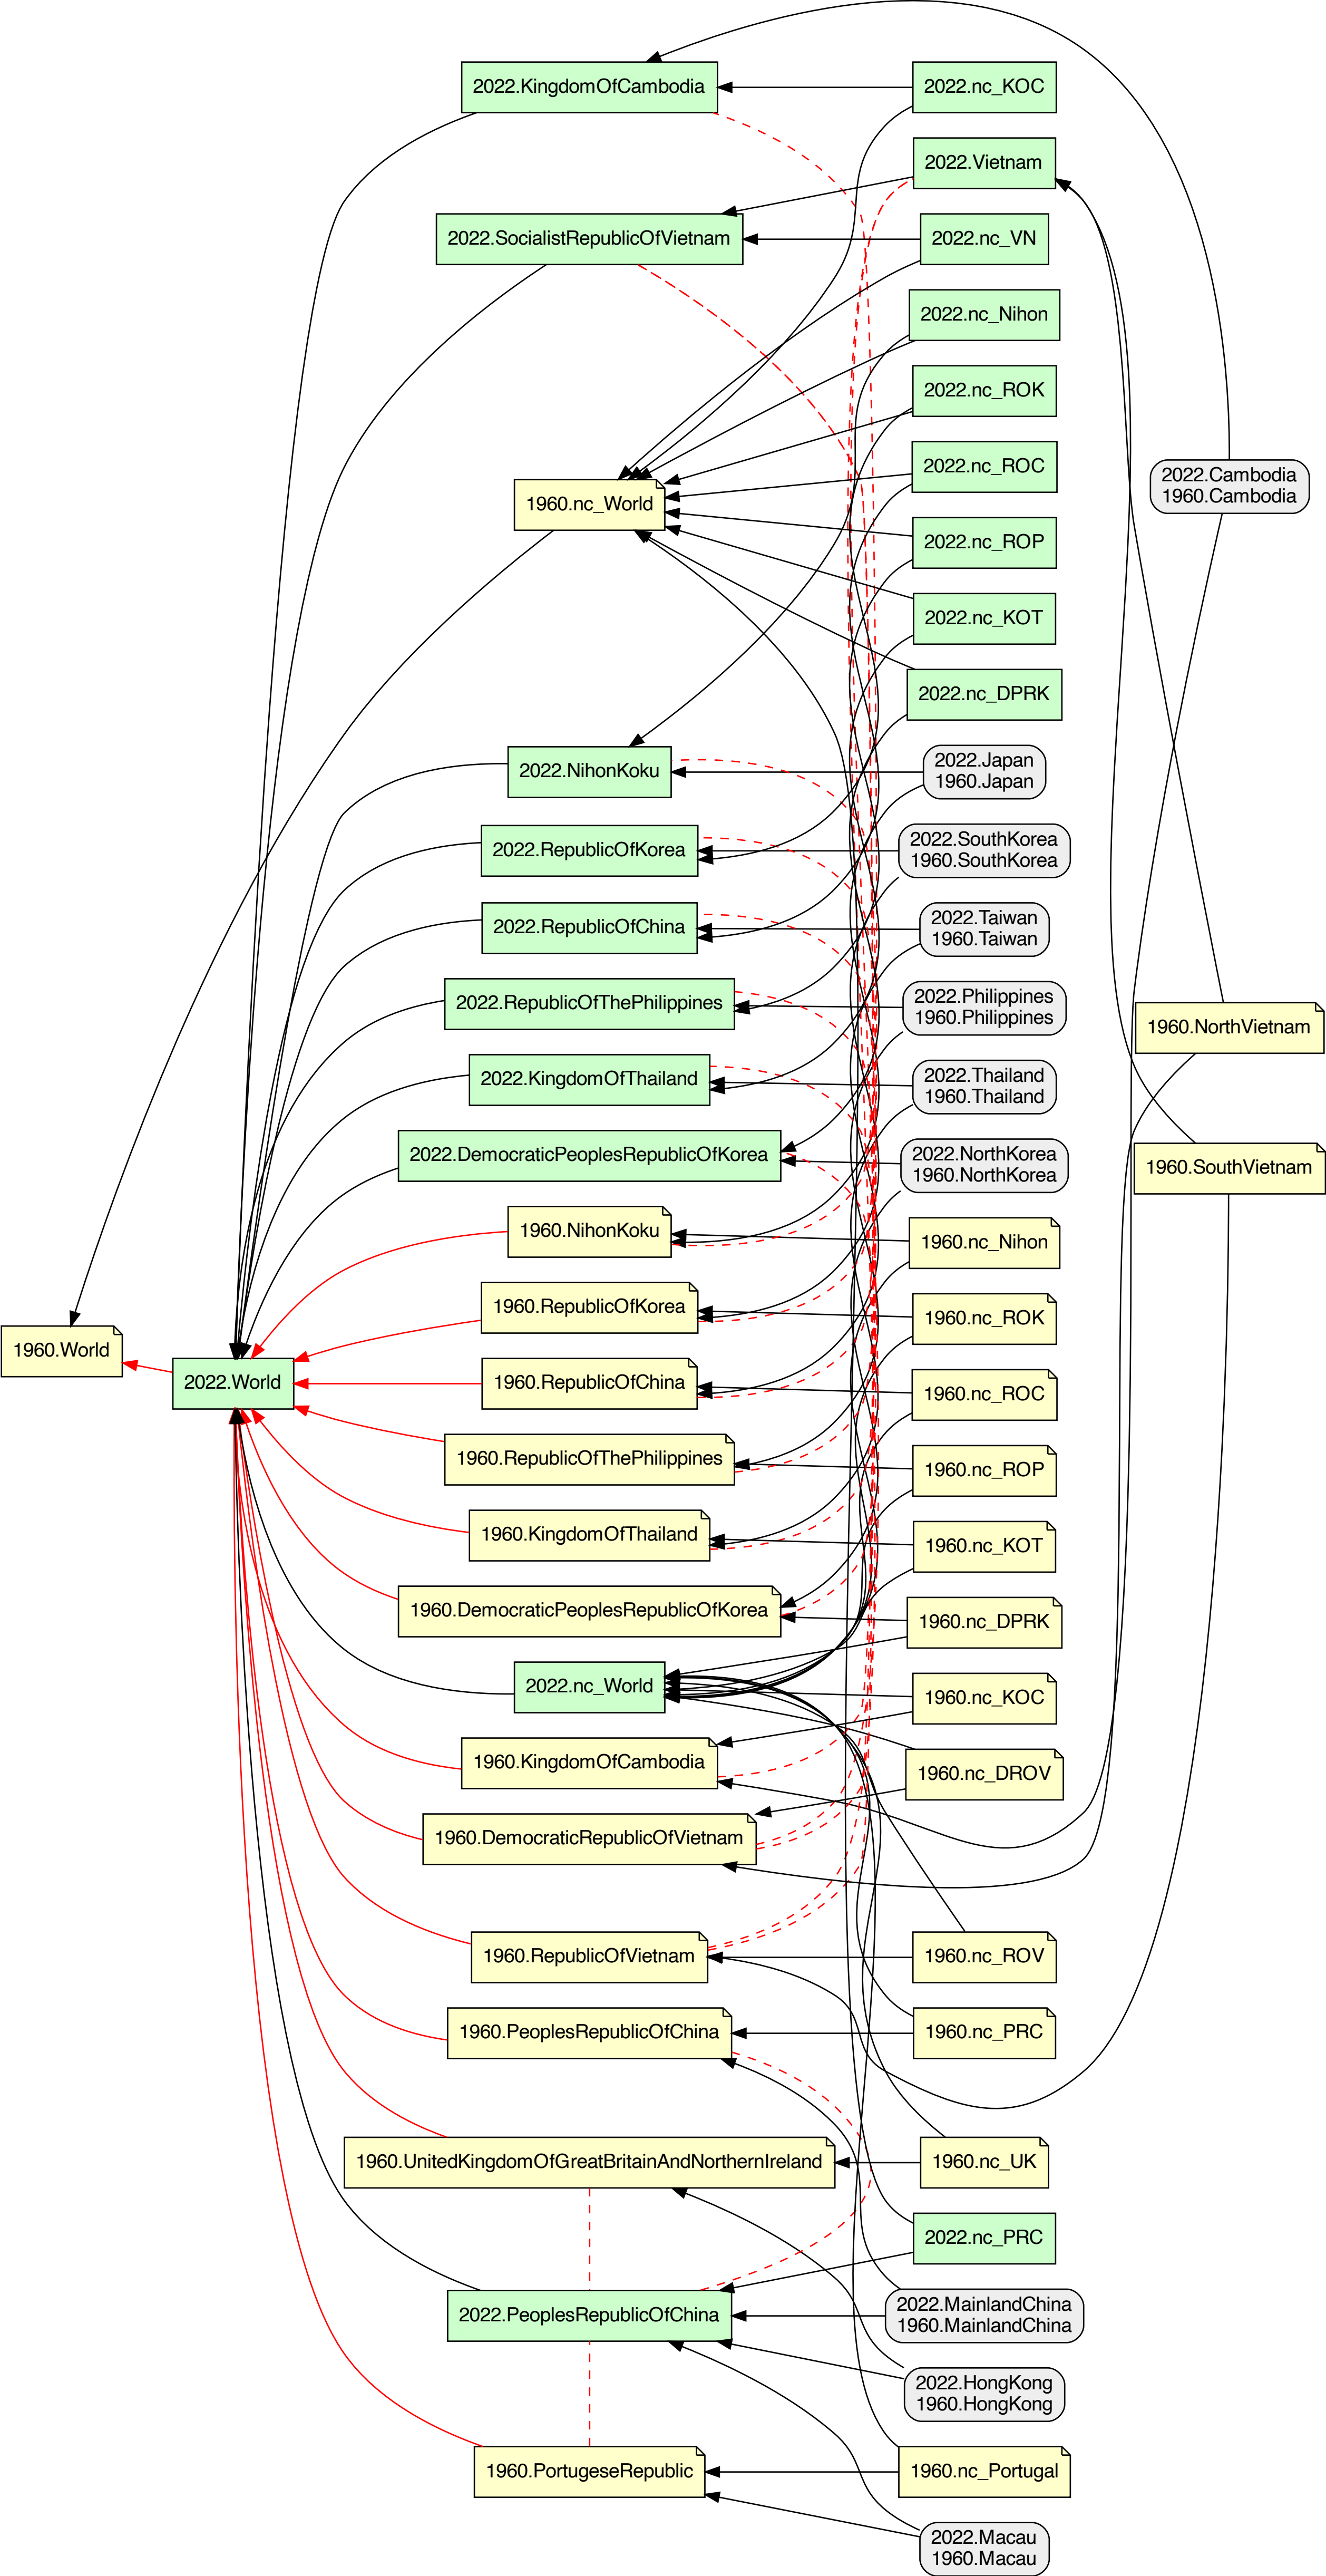 2022.KingdomOfCambodia
2022.nc_KOC
2022.Vietnam
2022.SocialistRepublicOfVietnam
2022.nc_VN
2022.nc_Nihon
2022.nc_ROK
2022.nc_ROC
2022.Cambodia
1960.Cambodia
1960.nc_World
2022.nc_ROP
2022.nc_KOT
2022.nc_DPRK
2022.NihonKoku
2022.Japan
1960.Japan
2022.RepublicOfKorea
2022.SouthKorea
1960.SouthKorea
2022.RepublicOfChina
2022.Taiwan
1960.Taiwan
2022.RepublicOfThePhilippines
2022.Philippines
1960.Philippines
1960.NorthVietnam
2022.KingdomOfThailand
2022.Thailand
1960.Thailand
2022.DemocraticPeoplesRepublicOfKorea
2022.NorthKorea
1960.NorthKorea
1960.SouthVietnam
1960.NihonKoku
1960.nc_Nihon
1960.RepublicOfKorea
1960.nc_ROK
1960.World
2022.World
1960.RepublicOfChina
1960.nc_ROC
1960.RepublicOfThePhilippines
1960.nc_ROP
1960.KingdomOfThailand
1960.nc_KOT
1960.DemocraticPeoplesRepublicOfKorea
1960.nc_DPRK
2022.nc_World
1960.nc_KOC
1960.KingdomOfCambodia
1960.nc_DROV
1960.DemocraticRepublicOfVietnam
1960.RepublicOfVietnam
1960.nc_ROV
1960.PeoplesRepublicOfChina
1960.nc_PRC
1960.UnitedKingdomOfGreatBritainAndNorthernIreland
1960.nc_UK
2022.nc_PRC
2022.PeoplesRepublicOfChina
2022.MainlandChina
1960.MainlandChina
2022.HongKong
1960.HongKong
1960.PortugeseRepublic
1960.nc_Portugal
2022.Macau
1960.Macau